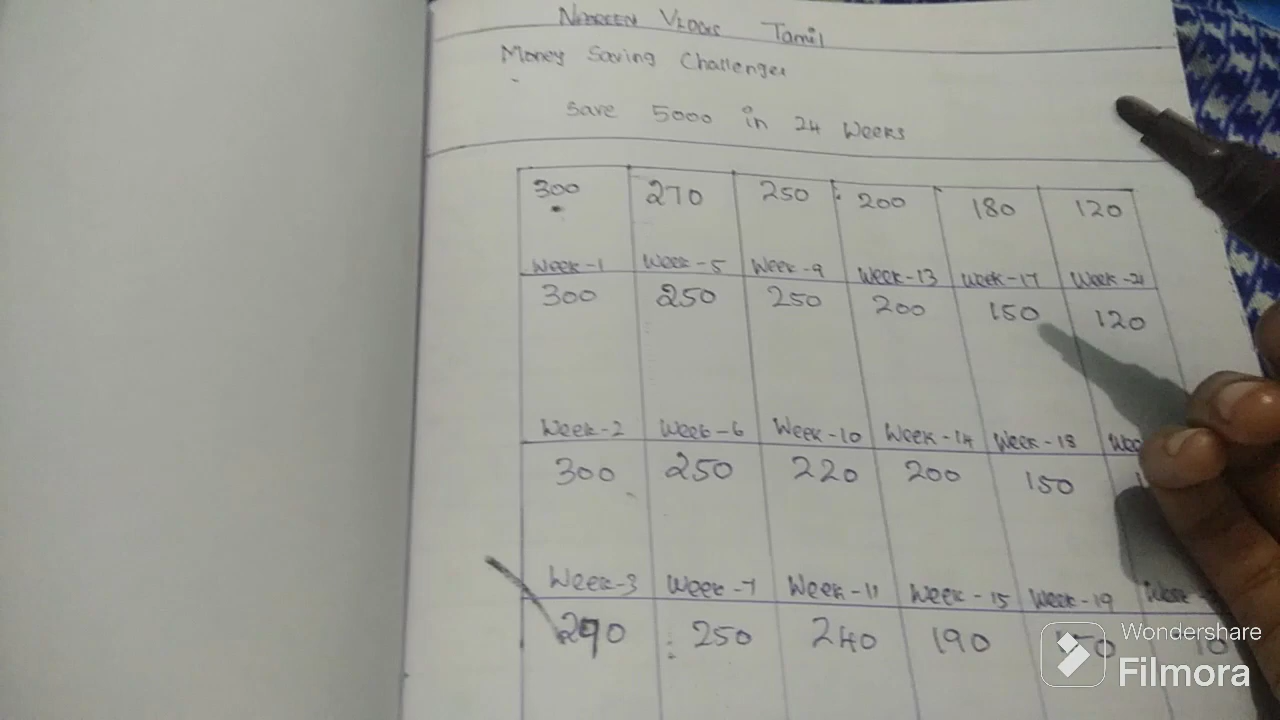 Vlogs Tamil
Money Saving Challenge
Save 5000 in 24 Weeks
300 270 250 200 180 120
Week-1 Week-5 Week-9 Week-13 Week-17 Week-21
300 250 250 200 150 120
Week-2 Week-6 Week-10 Week-14 Week-18
300 250 220 200 150
Week-3 Week-7 Week-11 Week-15 Week-19
290 250 240 190
Wondershare
Filmora